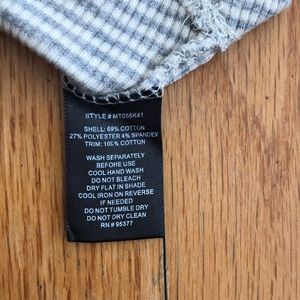 STYLE # MT055K41
SHELL: 69% COTTON
27% POLYESTER 4% SPANDEX
TRIM: 100% COTTON
WASH SEPARATELY
BEFORE USE
COOL HAND WASH
DO NOT BLEACH
DRY FLAT IN SHADE
COOL IRON ON REVERSE
IF NEEDED
DO NOT TUMBLE DRY
DO NOT DRY CLEAN
RN # 95377